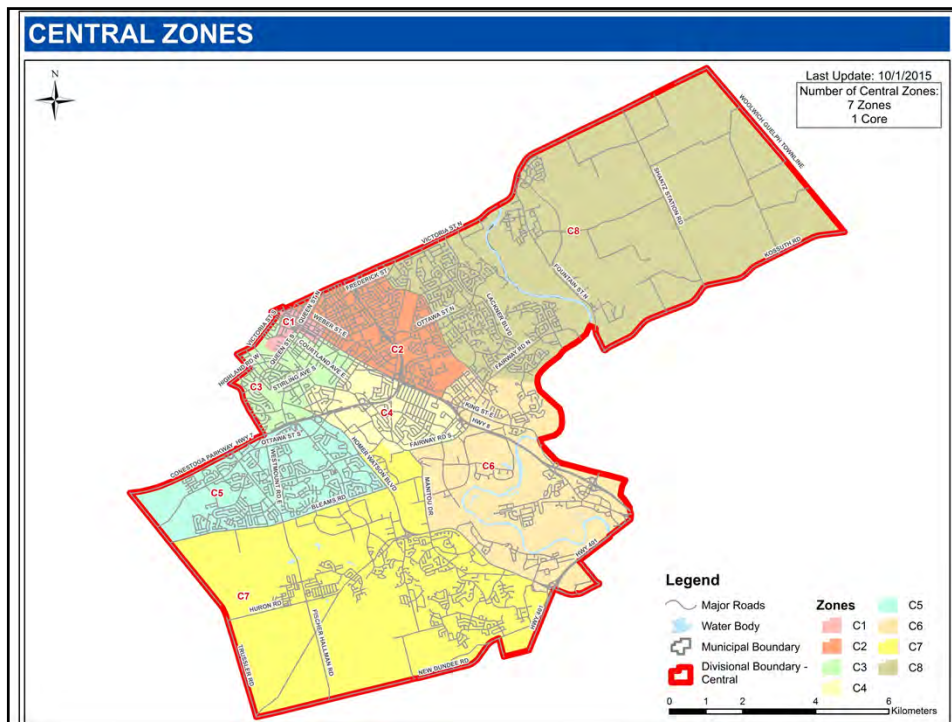 CENTRAL ZONES
N
Last Update: 10/1/2015
Number of Central Zones:
7 Zones
1 Core
WOOLWICH GUELPH TOWNLINE
SHANTZ STATION RD
KOSSUTH RD
C8
VICTORIA ST N
FOUNTAIN ST N
FREDERICK ST
LACKNER BLVD
OTTAWA ST N
QUEEN ST N
VICTORIA ST S
C1
WEBER ST E
C2
FAIRWAY RD N
QUEEN ST S
COURTLAND AVE E
HIGHLAND RD W
STIRLING AVE S
C3
C4
KING ST E
HWY 8
FAIRWAY RD S
CONESTOGA PARKWAY HWY 7
OTTAWA ST S
HOMER WATSON BLVD
WESTMOUNT RD E
C6
C5
BLEAMS RD
MANITOU DR
HWY 401
C7
HURON RD
FISCHER HALLMAN RD
TRUSSLER RD
HWY 401
NEW DUNDEE RD
Legend
Major Roads
Water Body
Municipal Boundary
Divisional Boundary -
Central
Zones
C1
C2
C3
C4
C5
C6
C7
C8
0 1 2 4 6
Kilometers